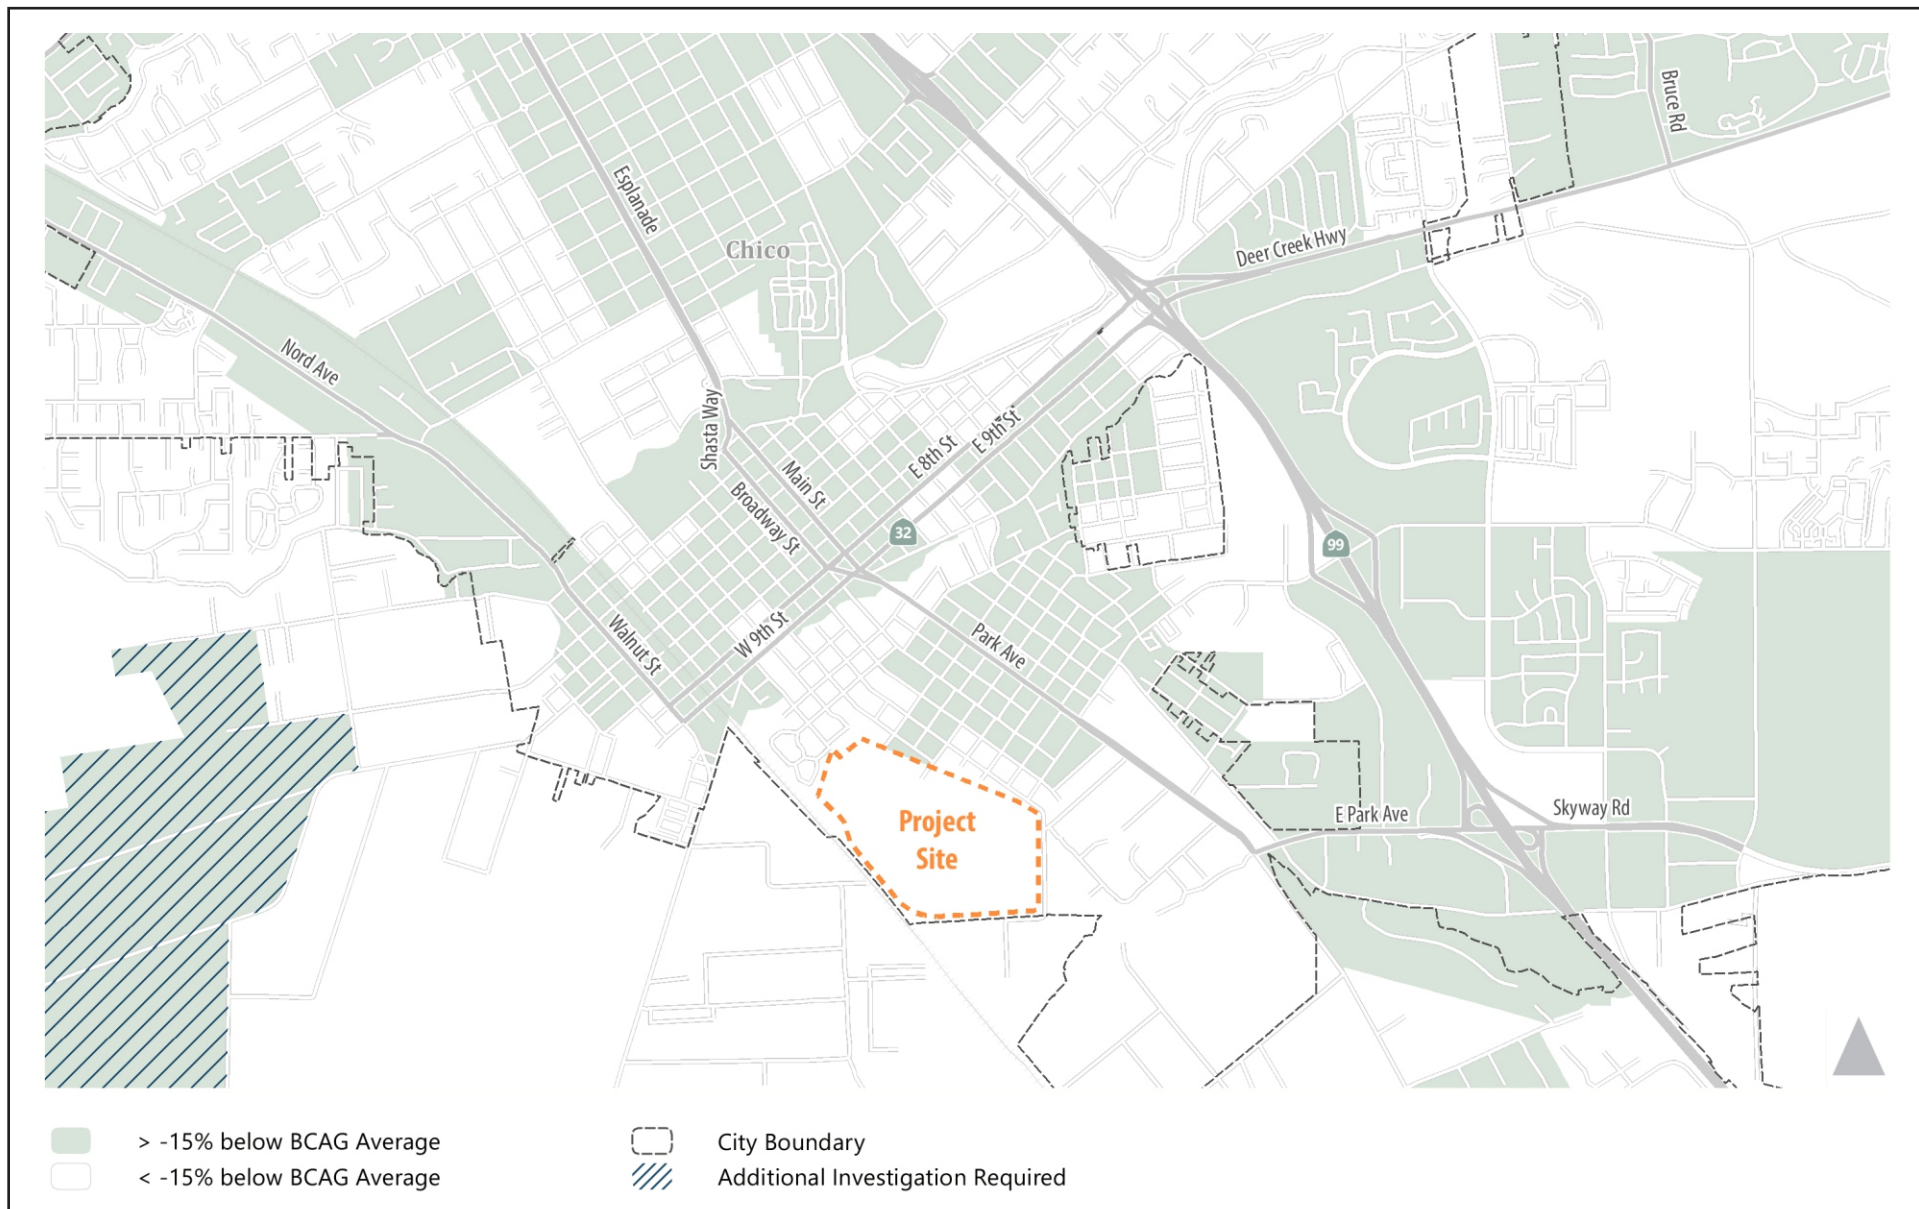 Bruce Rd
Esplanade
Chico
Deer Creek Hwy
Nord Ave
Shasta Way
Main St
E 8th St
E 9th St
Broadway St
32
99
W 9th St
Walnut St
Park Ave
Project
Site
E Park Ave
Skyway Rd
> -15% below BCAG Average
< -15% below BCAG Average
City Boundary
Additional Investigation Required